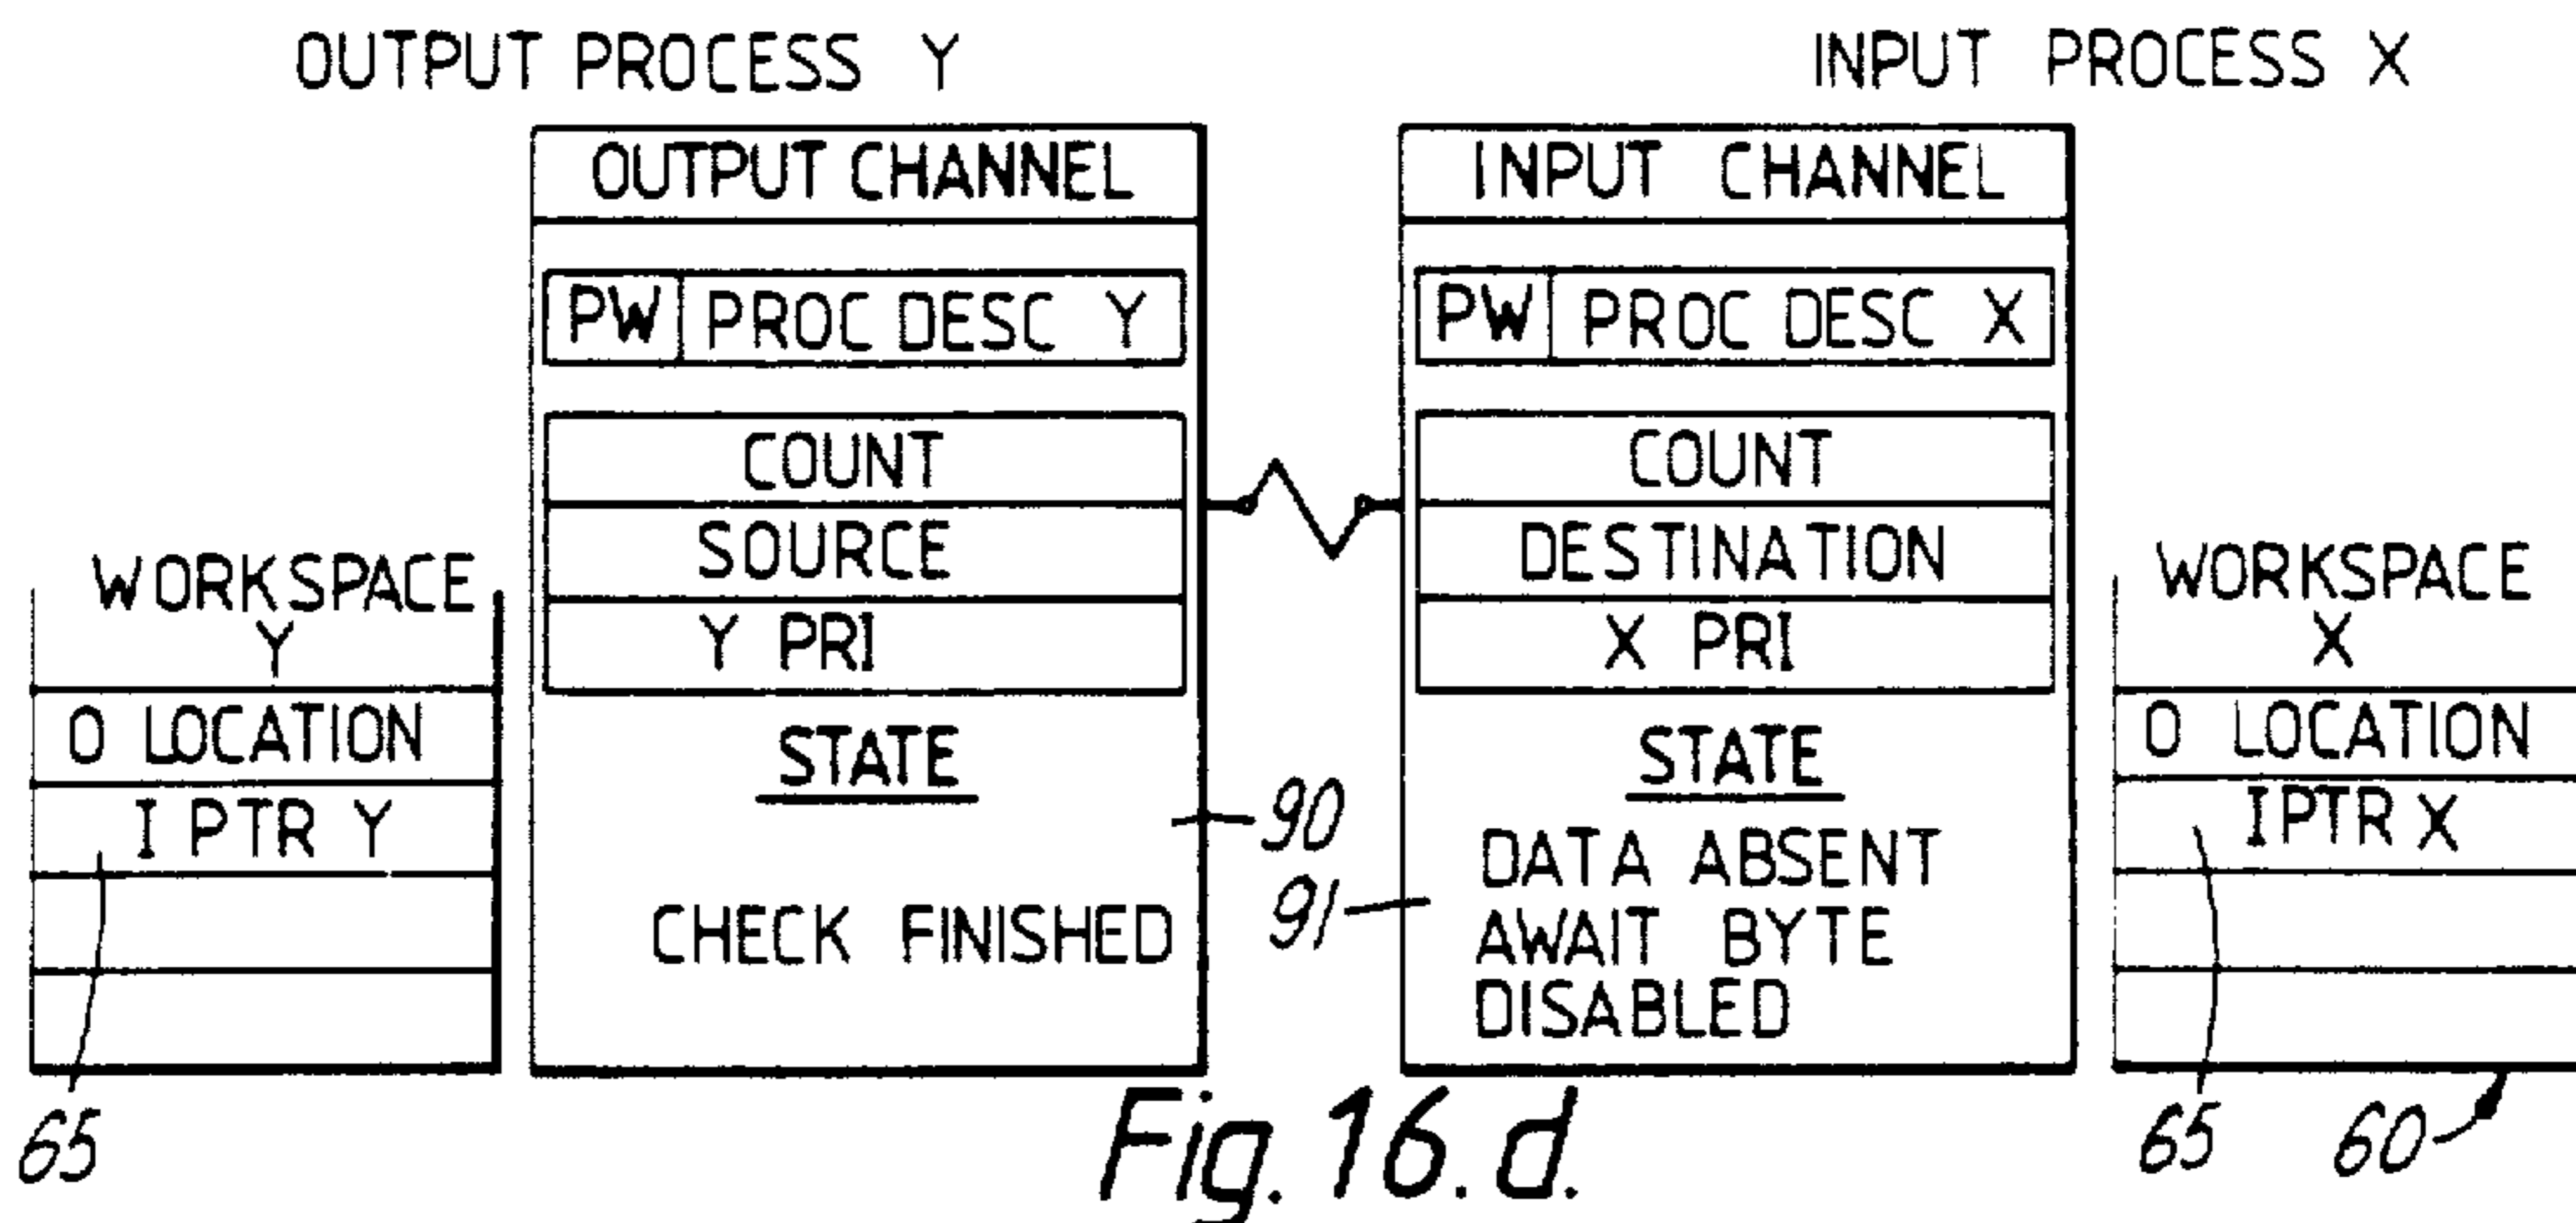 OUTPUT PROCESS Y
INPUT PROCESS X
OUTPUT CHANNEL
PW PROC DESC Y
COUNT
SOURCE
Y PRI
STATE
CHECK FINISHED
INPUT CHANNEL
PW PROC DESC X
COUNT
DESTINATION
X PRI
STATE
DATA ABSENT
AWAIT BYTE
DISABLED
WORKSPACE
Y
0 LOCATION
I PTR Y
65
90
91
WORKSPACE
X
0 LOCATION
IPTR X
65
60
Fig. 16. d.